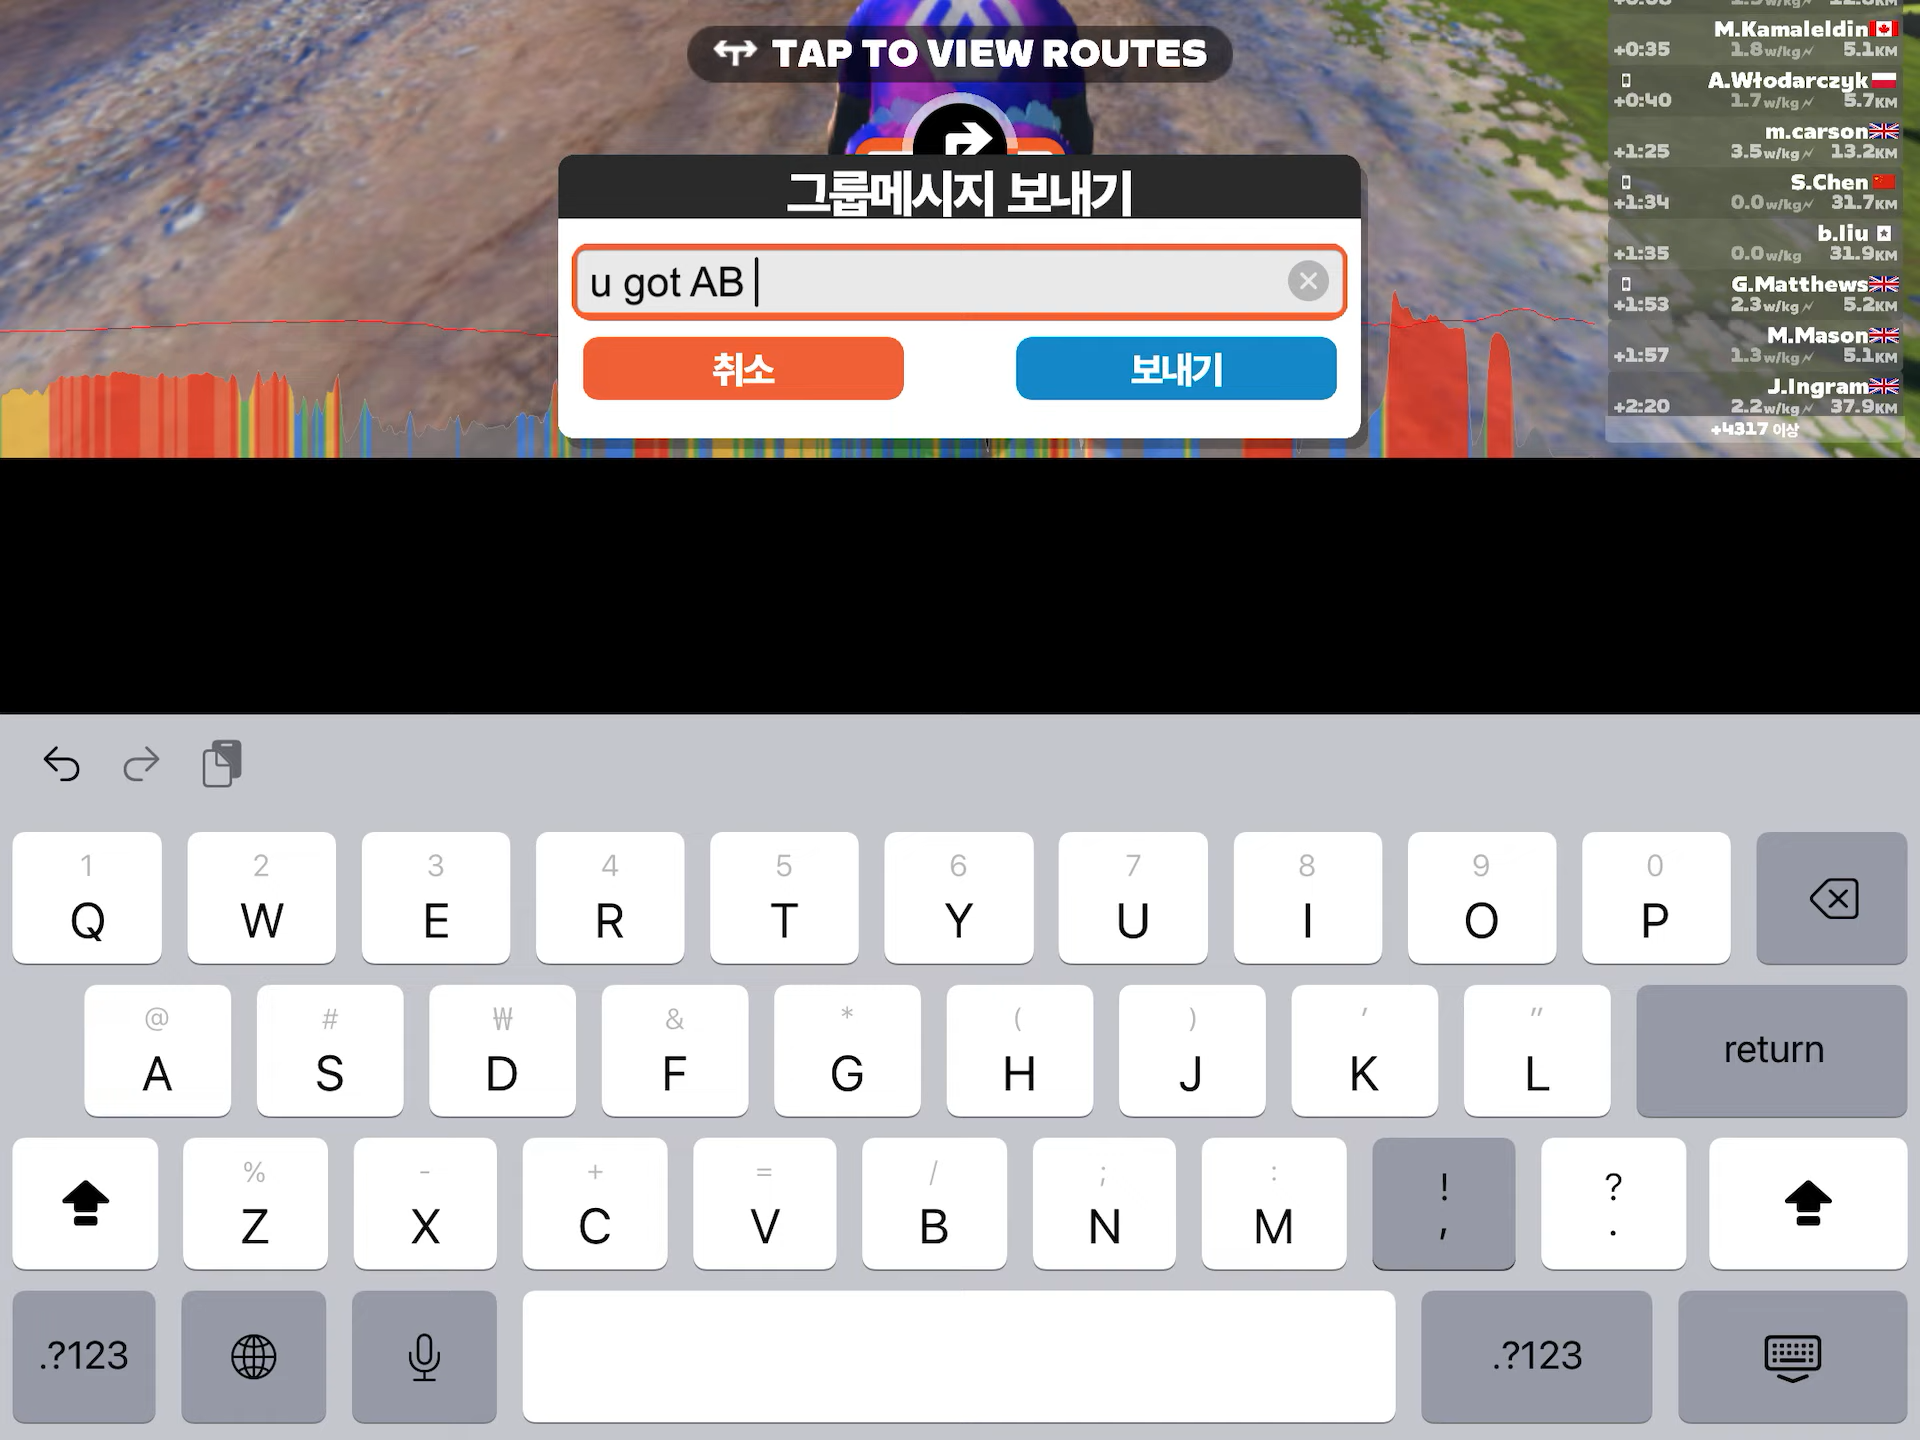 TAP TO VIEW ROUTES
M.Kamaleldin
+0:35 1.8w/kg 5.1KM
A.Włodarczyk
+0:40 1.7w/kg 5.7KM
m.carson
+1:25 3.5w/kg 13.2KM
S.Chen
+1:34 0.0w/kg 31.7KM
b.liu
+1:35 0.0w/kg 31.9KM
G.Matthews
+1:53 2.3w/kg 5.2KM
M.Mason
+1:57 1.3w/kg 5.1KM
J.Ingram
+2:20 2.2w/kg 37.9KM
+4317 이상
그룹메시지 보내기
u got AB
취소 보내기
1 2 3 4 5 6 7 8 9 0
Q W E R T Y U I O P
@ # ₩ & * ( ) ' "
A S D F G H J K L return
% - + = / ; : ! ?
Z X C V B N M , .
.?123 .?123